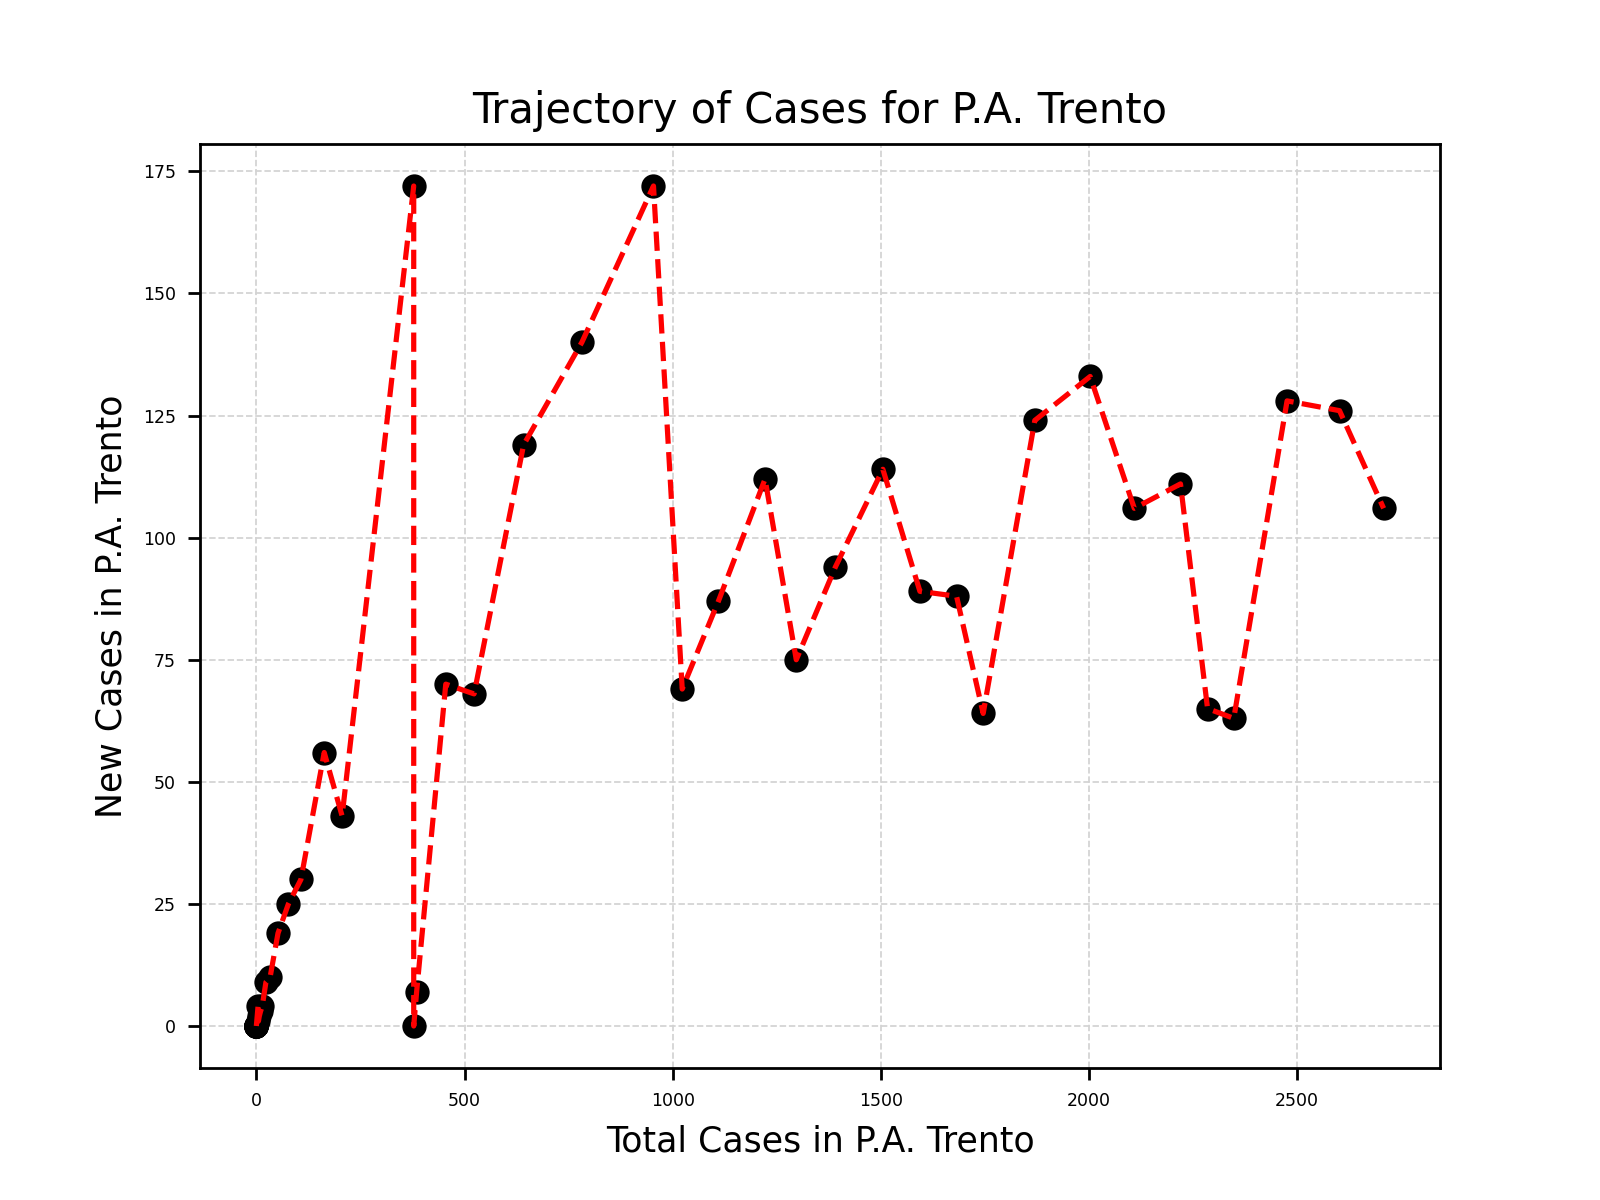 Trajectory of Cases for P.A. Trento
New Cases in P.A. Trento
175
150
125
100
75
50
25
0
0 500 1000 1500 2000 2500
Total Cases in P.A. Trento